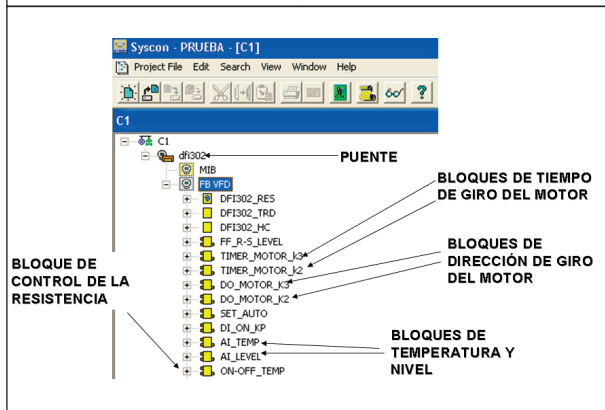 Syscon - PRUEBA - [C1]
Project File Edit Search View Window Help
C1
C1
dfi302
PUENTE
MIB
FB VFD
DFI302_RES
DFI302_TRD
DFI302_HC
FF_R-S_LEVEL
TIMER_MOTOR_k3
TIMER_MOTOR_k2
DO_MOTOR_K3
DO_MOTOR_K2
SET_AUTO
DI_ON_KP
AI_TEMP
AI_LEVEL
ON-OFF_TEMP
BLOQUES DE TIEMPO
DE GIRO DEL MOTOR
BLOQUES DE
DIRECCIÓN DE GIRO
DEL MOTOR
BLOQUE DE
CONTROL DE LA
RESISTENCIA
BLOQUES DE
TEMPERATURA Y
NIVEL